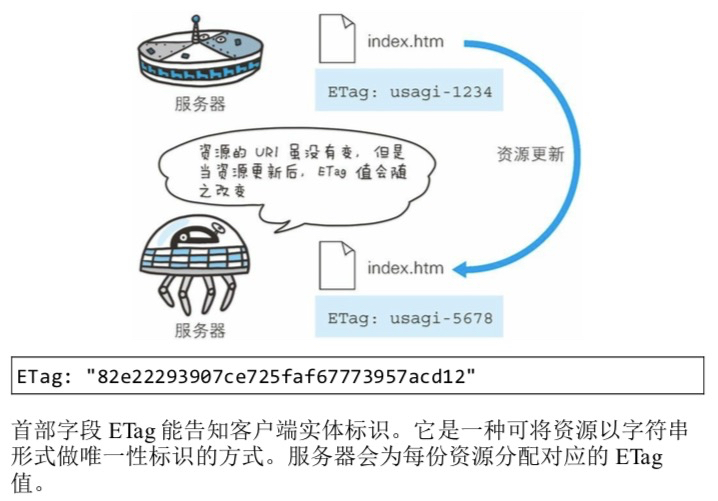 index.htm
ETag: usagi-1234
服务器
资源的 URI 虽没有变，但是
当资源更新后，ETag 值会随
之改变
资源更新
index.htm
ETag: usagi-5678
服务器
ETag: "82e22293907ce725faf67773957acd12"
首部字段 ETag 能告知客户端实体标识。它是一种可将资源以字符串
形式做唯一性标识的方式。服务器会为每份资源分配对应的 ETag
值。